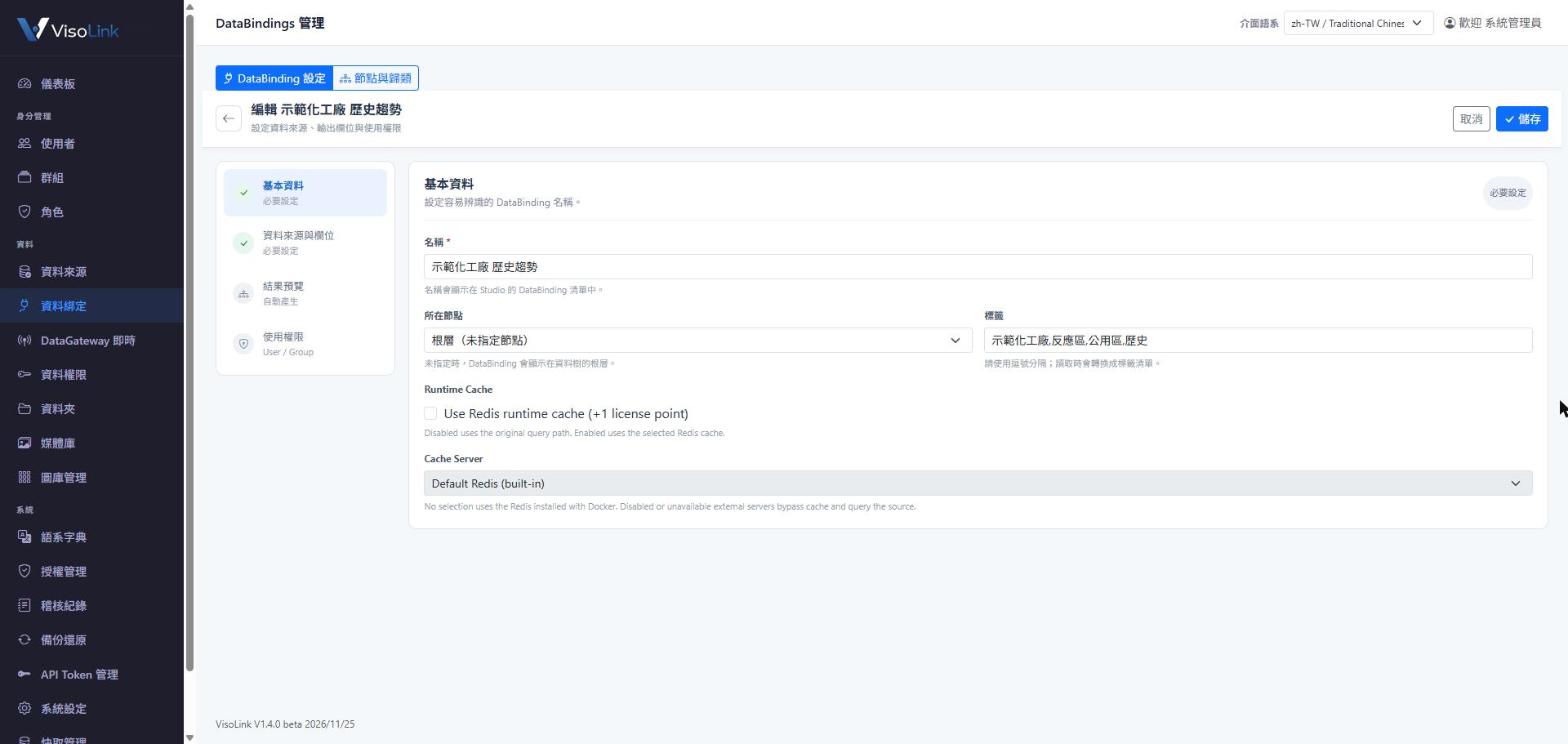 VisoLink
儀表板
身分管理
使用者
群組
角色
資料
資料來源
資料綁定
DataGateway 即時
資料權限
資料夾
媒體庫
圖庫管理
系統
語系字典
授權管理
稽核紀錄
備份還原
API Token 管理
系統設定
快取管理
DataBindings 管理
介面語系
zh-TW / Traditional Chines
歡迎 系統管理員
DataBinding 設定
節點與歸類
編輯 示範化工廠 歷史趨勢
設定資料來源、輸出欄位與使用權限
取消
儲存
基本資料
必要設定
資料來源與欄位
必要設定
結果預覽
自動產生
使用權限
User / Group
基本資料
設定容易辨識的 DataBinding 名稱。
必要設定
名稱 *
示範化工廠 歷史趨勢
名稱會顯示在 Studio 的 DataBinding 清單中。
所在節點
標籤
根層（未指定節點）
示範化工廠,反應區,公用區,歷史
未指定時，DataBinding 會顯示在資料樹的根層。
請使用逗號分隔；讀取時會轉換成標籤清單。
Runtime Cache
Use Redis runtime cache (+1 license point)
Disabled uses the original query path. Enabled uses the selected Redis cache.
Cache Server
Default Redis (built-in)
No selection uses the Redis installed with Docker. Disabled or unavailable external servers bypass cache and query the source.
VisoLink V1.4.0 beta 2026/11/25